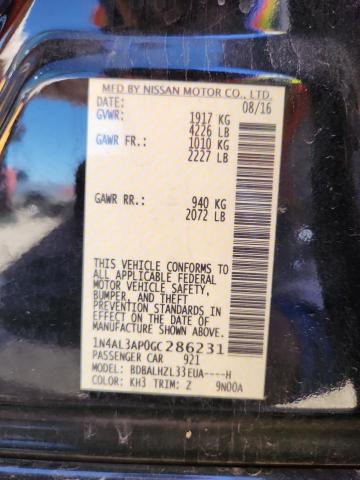 MFD BY NISSAN MOTOR CO., LTD.
DATE: 08/16
GVWR: 1917 KG
4226 LB
GAWR FR.: 1010 KG
2227 LB
GAWR RR.: 940 KG
2072 LB
THIS VEHICLE CONFORMS TO
ALL APPLICABLE FEDERAL
MOTOR VEHICLE SAFETY,
BUMPER, AND THEFT
PREVENTION STANDARDS IN
EFFECT ON THE DATE OF
MANUFACTURE SHOWN ABOVE.
1N4AL3AP0GC286231
PASSENGER CAR 921
MODEL: BDBALHZL33EUA----H
COLOR: KH3 TRIM: Z 9N00A